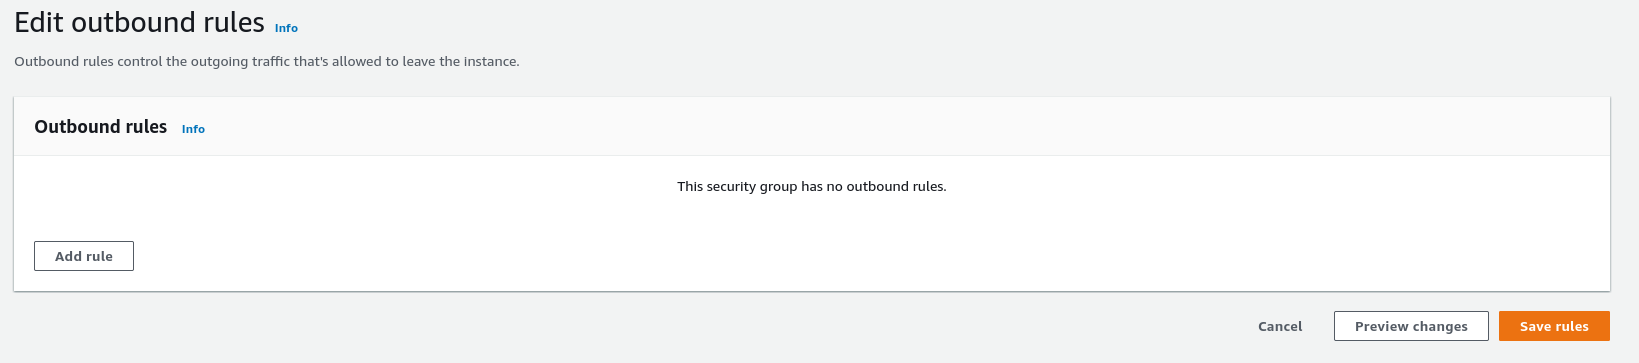 Edit outbound rules Info
Outbound rules control the outgoing traffic that's allowed to leave the instance.
Outbound rules Info
This security group has no outbound rules.
Add rule
Cancel Preview changes Save rules